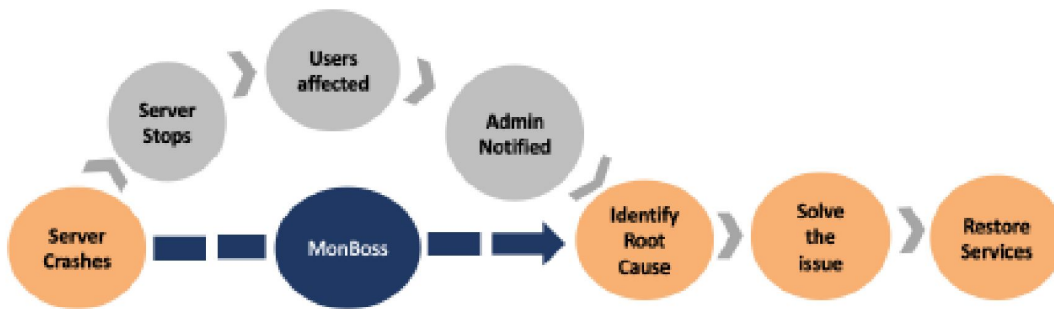 Server
Crashes
Server
Stops
Users
affected
Admin
Notified
MonBoss
Identify
Root
Cause
Solve
the
issue
Restore
Services